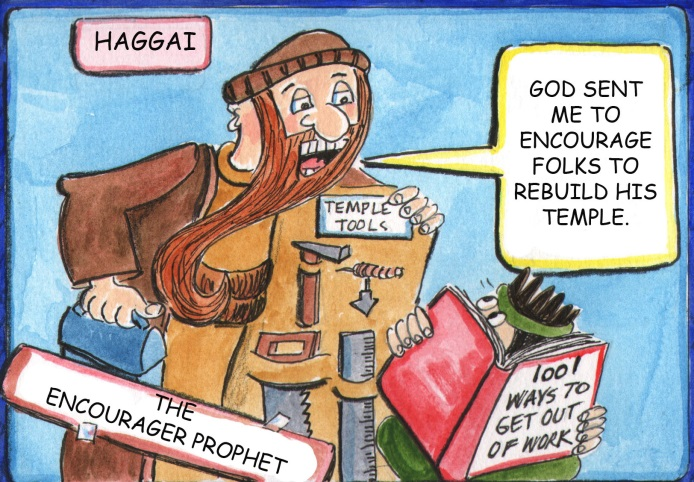 HAGGAI
GOD SENT
ME TO
ENCOURAGE
FOLKS TO
REBUILD HIS
TEMPLE.
TEMPLE
TOOLS
1001
WAYS TO
GET OUT
OF WORK
THE
ENCOURAGER PROPHET